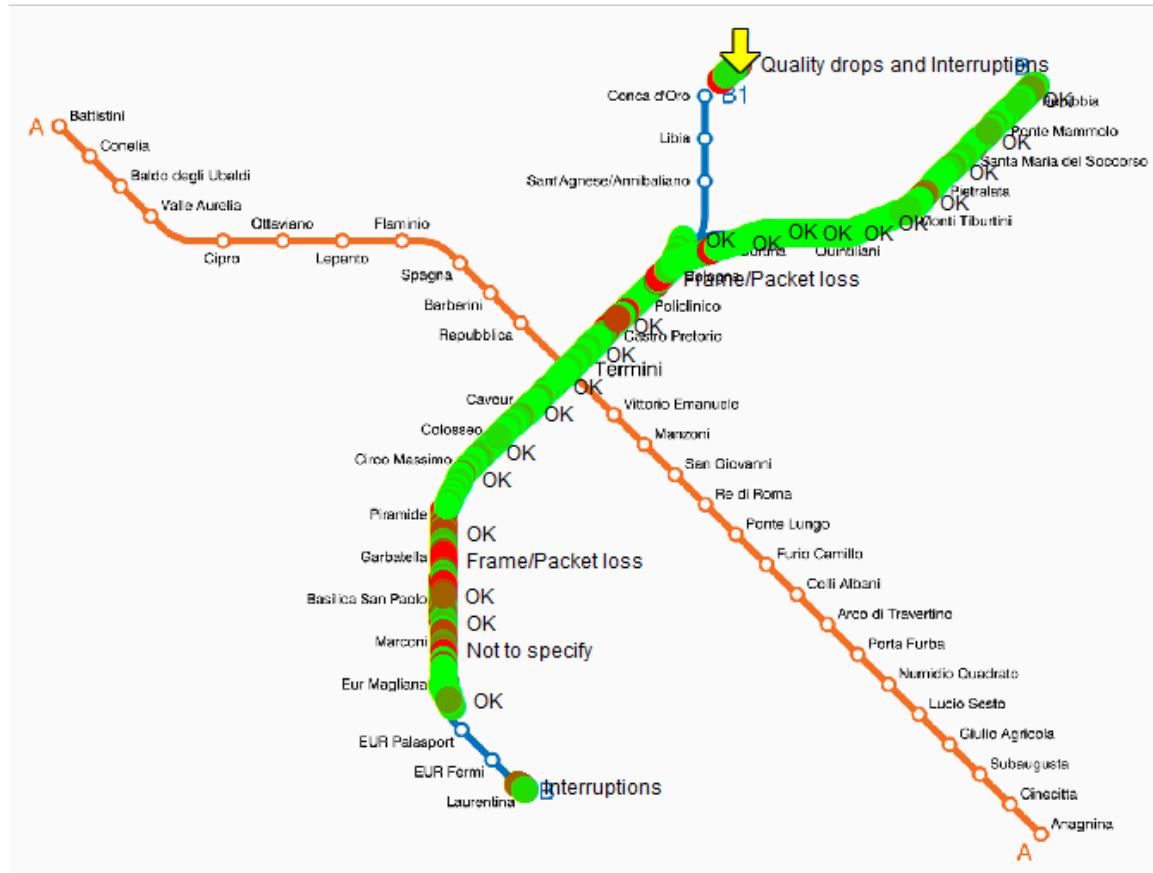 Quality drops and Interruptions
B
Conca d'Oro
B1
Libia
Sant'Agnese/Annibaliano
OK
Ponte Mammolo
OK
Santa Maria del Soccorso
OK
Pietralata
OK
Monti Tiburtini
OK
OK
OK
OK
OK
OK
Quintiliani
Bologna
Frame/Packet loss
Policlinico
OK
Castro Pretorio
OK
Termini
OK
A
Battistini
Cornelia
Baldo degli Ubaldi
Valle Aurelia
Cipro
Ottaviano
Lepanto
Flaminio
Spagna
Barberini
Repubblica
Cavour
OK
Colosseo
OK
Circo Massimo
OK
Piramide
OK
Garbatella
Frame/Packet loss
Basilica San Paolo
OK
OK
Marconi
Not to specify
Eur Magliana
OK
EUR Palasport
EUR Fermi
Laurentina
B
Interruptions
Vittorio Emanuele
Manzoni
San Giovanni
Re di Roma
Ponte Lungo
Furio Camillo
Colli Albani
Arco di Travertino
Porta Furba
Numidio Quadrato
Lucio Sesto
Giulio Agricola
Subaugusta
Cinecitta
Anagnina
A